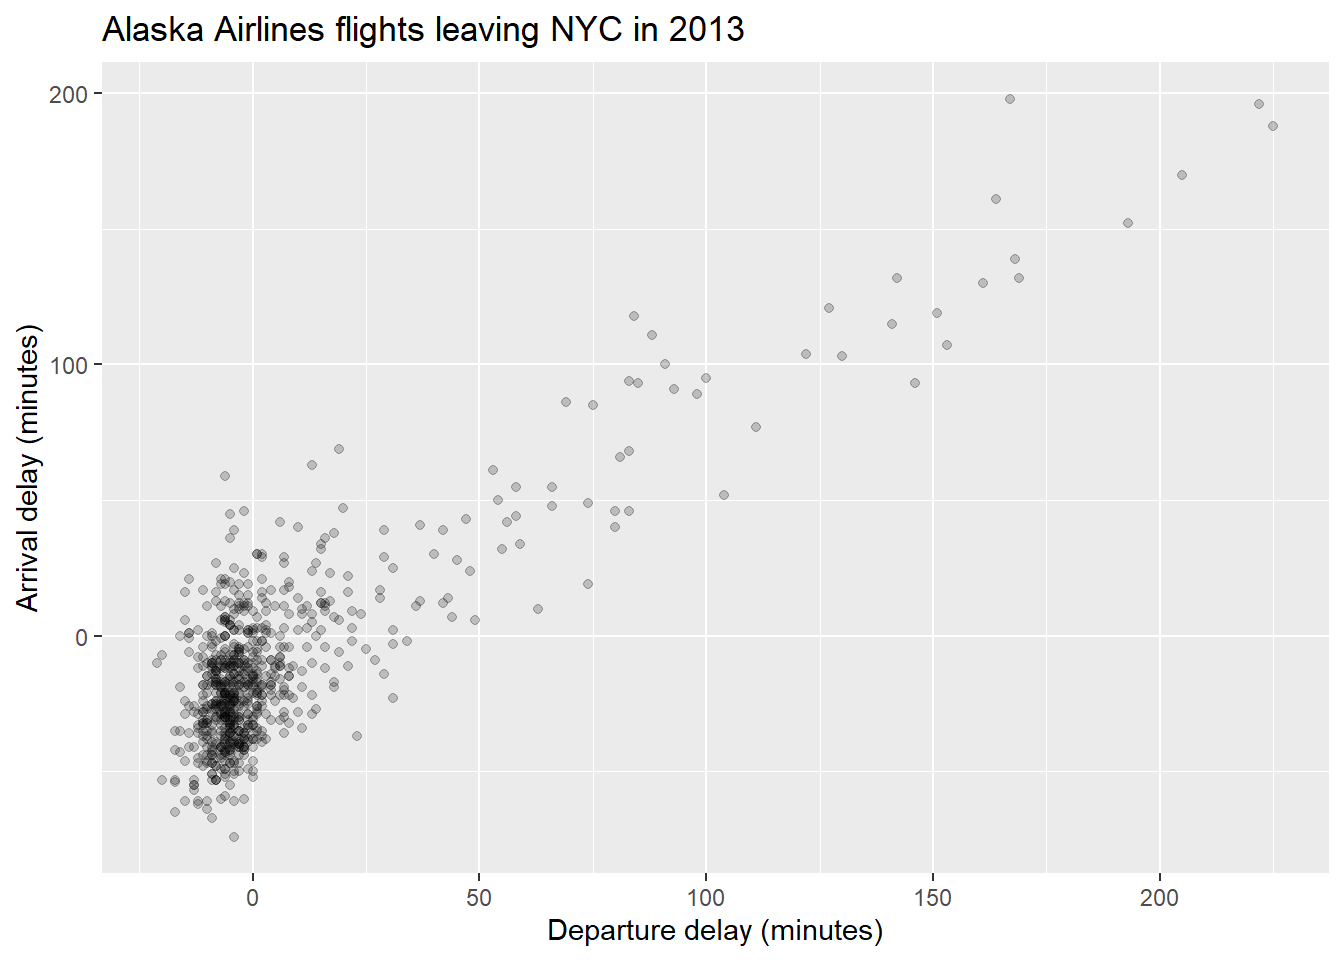 Alaska Airlines flights leaving NYC in 2013
200
100
0
Arrival delay (minutes)
0 50 100 150 200
Departure delay (minutes)